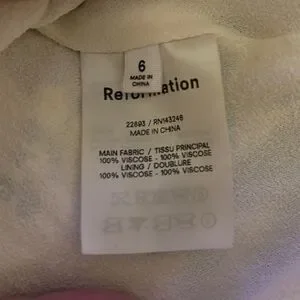 6
MADE IN
CHINA
Reformation
22893 / RN143246
MADE IN CHINA
MAIN FABRIC / TISSU PRINCIPAL
100% VISCOSE - 100% VISCOSE
LINING / DOUBLURE
100% VISCOSE - 100% VISCOSE